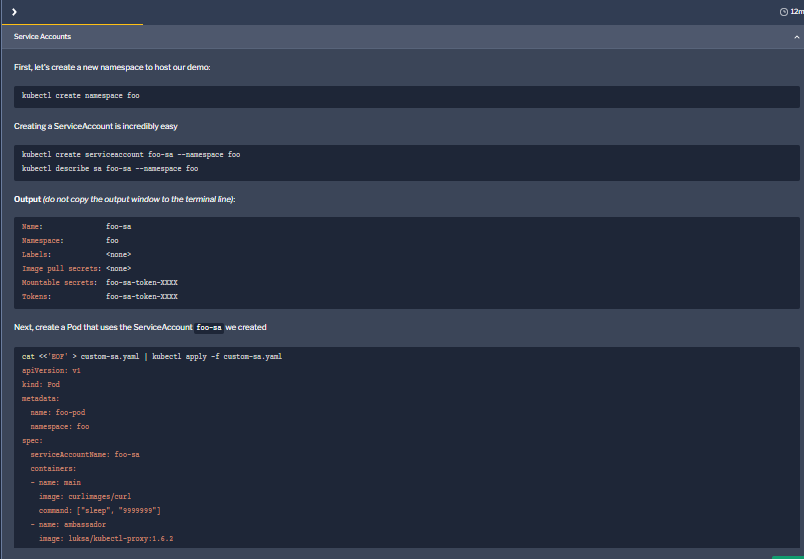 12m
Service Accounts
First, let's create a new namespace to host our demo:
kubectl create namespace foo
Creating a ServiceAccount is incredibly easy
kubectl create serviceaccount foo-sa --namespace foo
kubectl describe sa foo-sa --namespace foo
Output (do not copy the output window to the terminal line):
Name: foo-sa
Namespace: foo
Labels: <none>
Image pull secrets: <none>
Mountable secrets: foo-sa-token-XXXX
Tokens: foo-sa-token-XXXX
Next, create a Pod that uses the ServiceAccount foo-sa we created
cat <<'EOF' > custom-sa.yaml | kubectl apply -f custom-sa.yaml
apiVersion: v1
kind: Pod
metadata:
  name: foo-pod
  namespace: foo
spec:
  serviceAccountName: foo-sa
  containers:
  - name: main
    image: curlimages/curl
    command: ["sleep", "9999999"]
  - name: ambassador
    image: luksa/kubectl-proxy:1.6.2